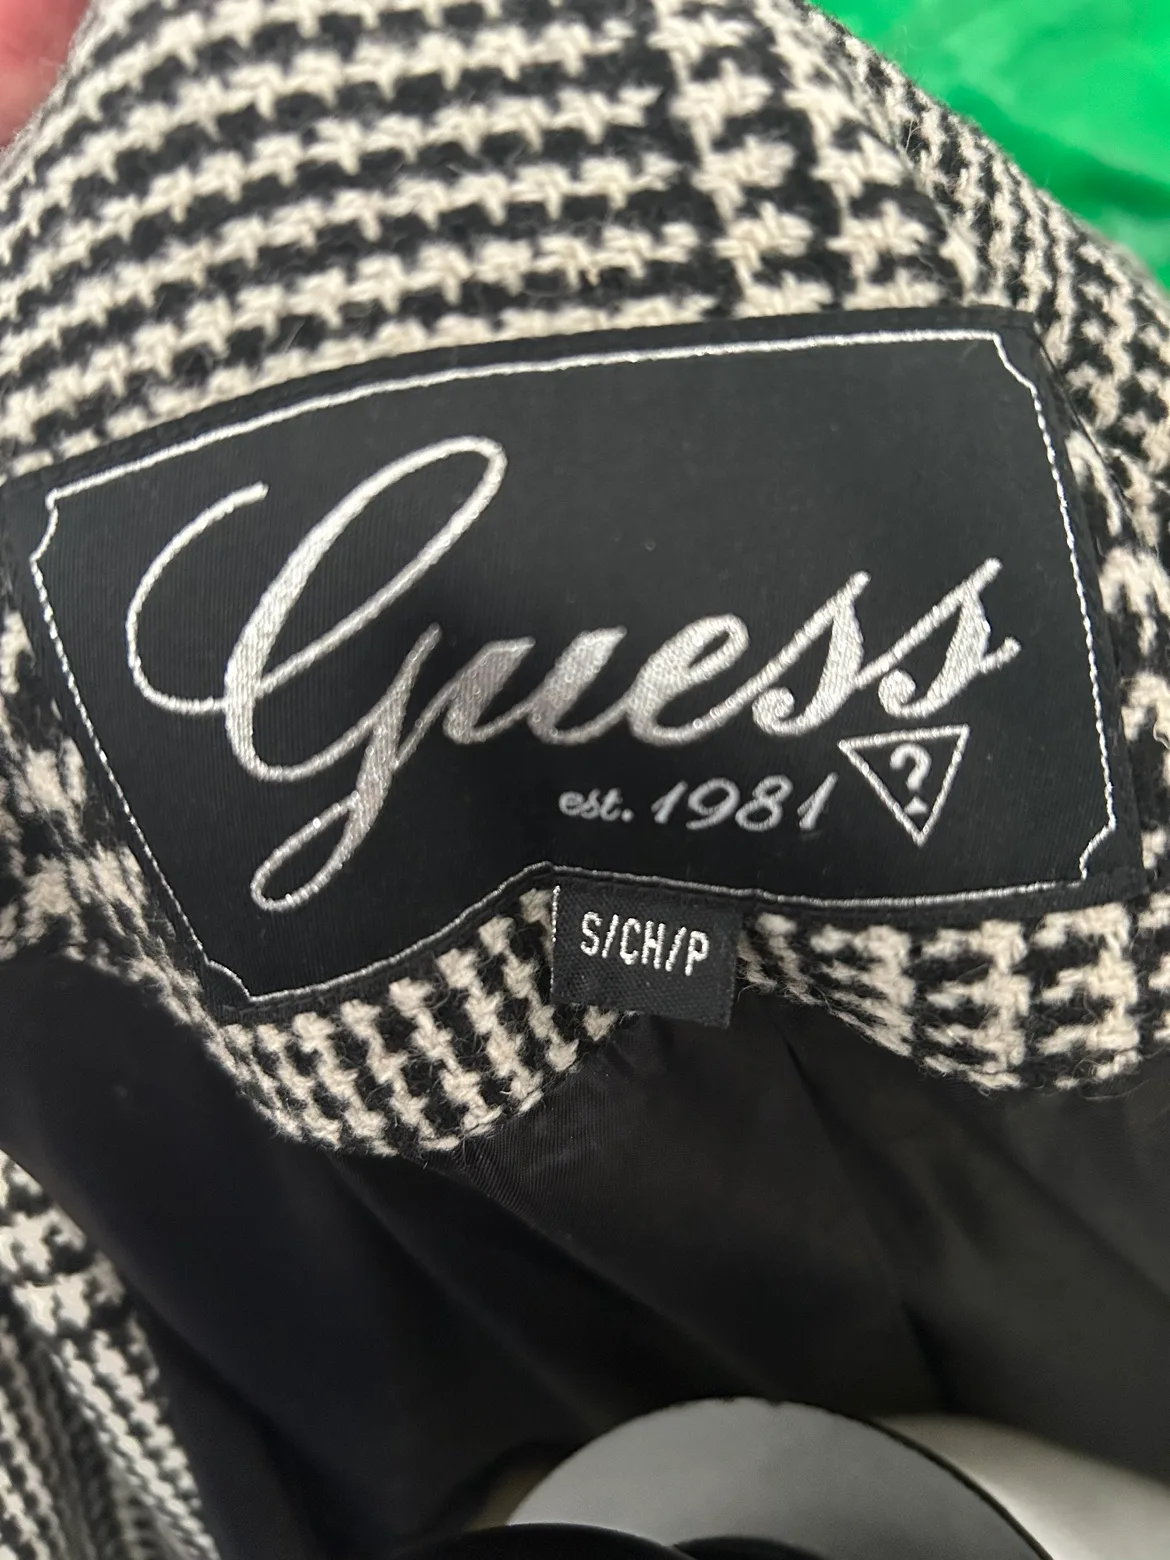 Guess
est. 1981 ?
S/CH/P